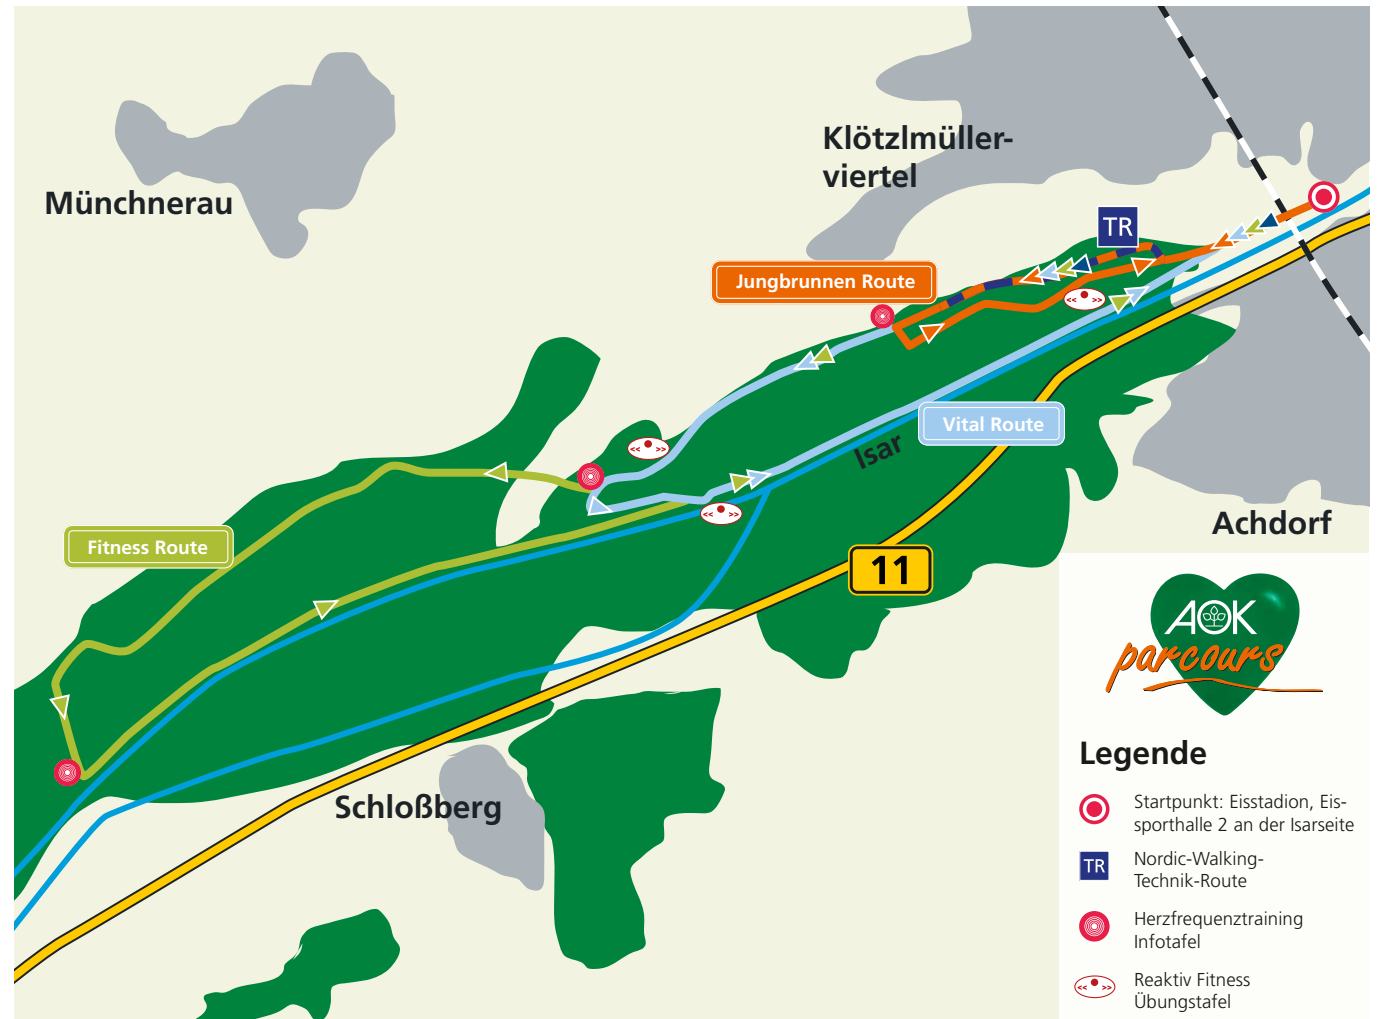 Klötzlmüller-
viertel
Münchnerau
TR
Jungbrunnen Route
<< >>
Vital Route
Isar
<< >>
<< >>
Fitness Route
11
Achdorf
Schloßberg
AOK
parcours
Legende
Startpunkt: Eisstadion, Eis-
sporthalle 2 an der Isarseite
TR
Nordic-Walking-
Technik-Route
Herzfrequenztraining
Infotafel
<< >>
Reaktiv Fitness
Übungstafel